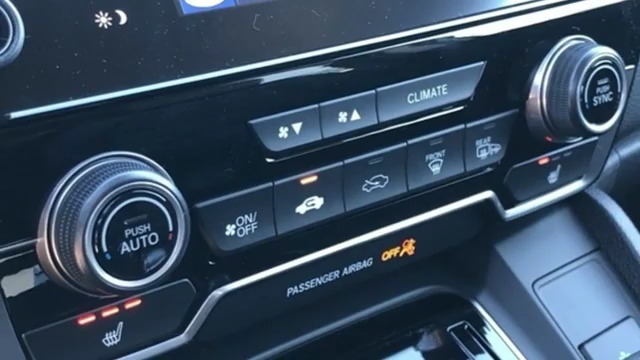 CLIMATE
PUSH
SYNC
FRONT
REAR
ON/
OFF
PUSH
AUTO
PASSENGER AIRBAG OFF